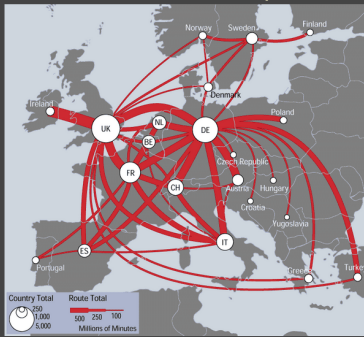 Norway
Sweden
Finland
Denmark
Ireland
UK
NL
DE
Poland
BE
FR
Czech Republic
CH
Austria
Hungary
Croatia
IT
Yugoslavia
ES
Portugal
Greece
Turke
Country Total
Route Total
250
1,000
5,000
500 250 100
Millions of Minutes